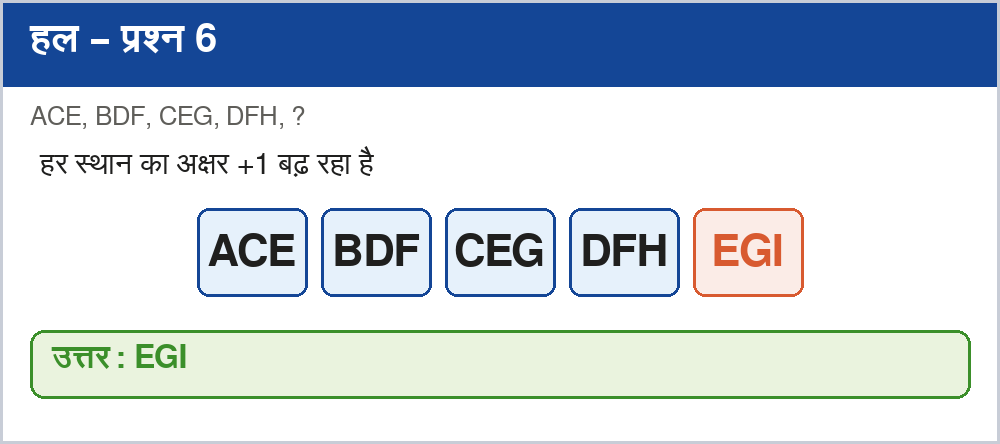 हल – प्रश्न 6
ACE, BDF, CEG, DFH, ?
हर स्थान का अक्षर +1 बढ़ रहा है
ACE BDF CEG DFH EGI
उत्तर : EGI